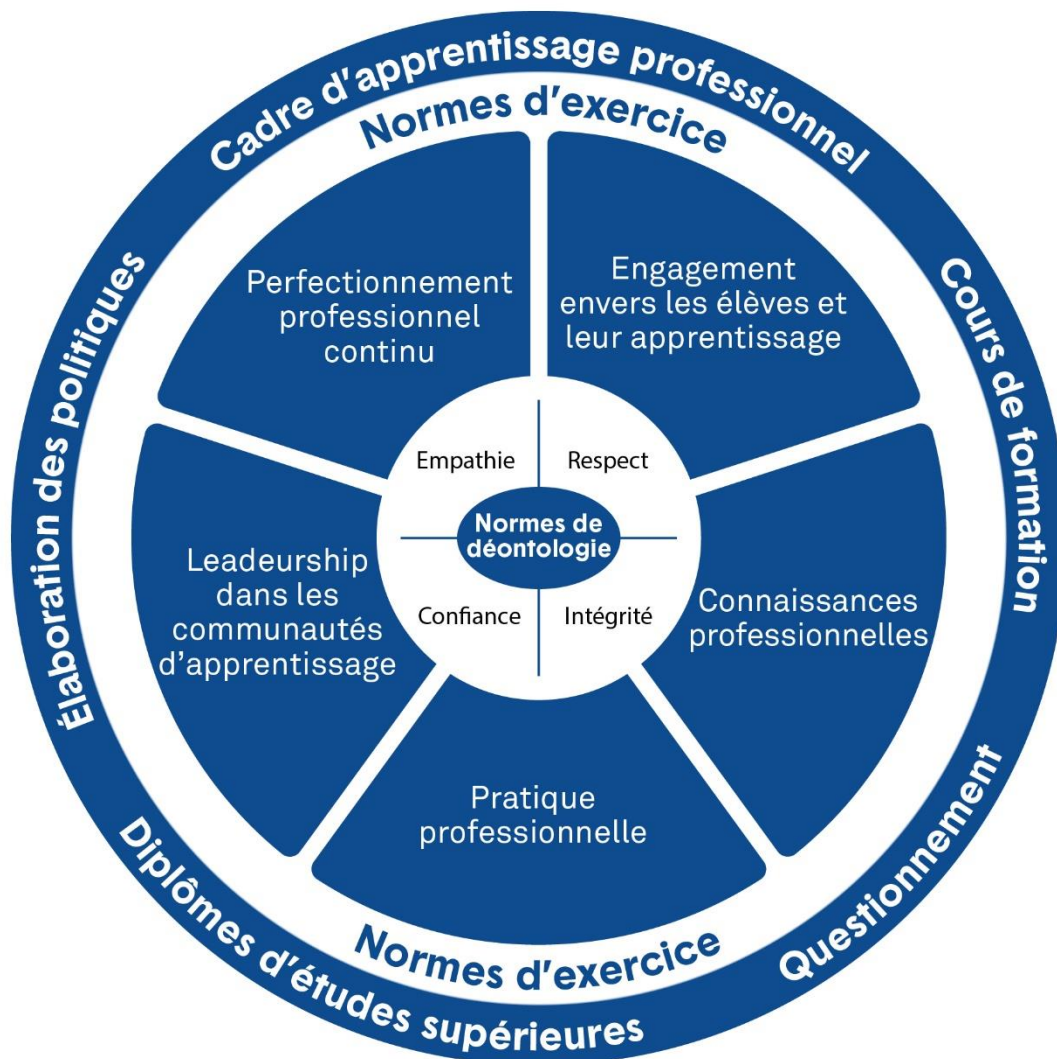 Cadre d'apprentissage professionnel
Normes d'exercice
Cours de formation
Questionnement
Diplômes d'études supérieures
Élaboration des politiques
Perfectionnement
professionnel
continu
Engagement
envers les élèves et
leur apprentissage
Connaissances
professionnelles
Pratique
professionnelle
Leadeurship
dans les
communautés
d'apprentissage
Empathie
Respect
Normes de
déontologie
Confiance
Intégrité
Normes d'exercice